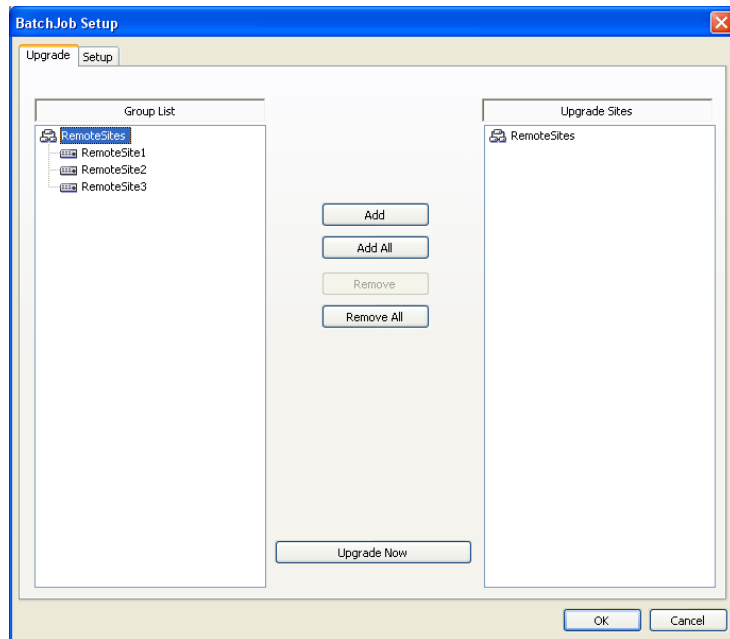 BatchJob Setup
Upgrade Setup
Group List
Upgrade Sites
RemoteSites
RemoteSite1
RemoteSite2
RemoteSite3
RemoteSites
Add
Add All
Remove
Remove All
Upgrade Now
OK Cancel